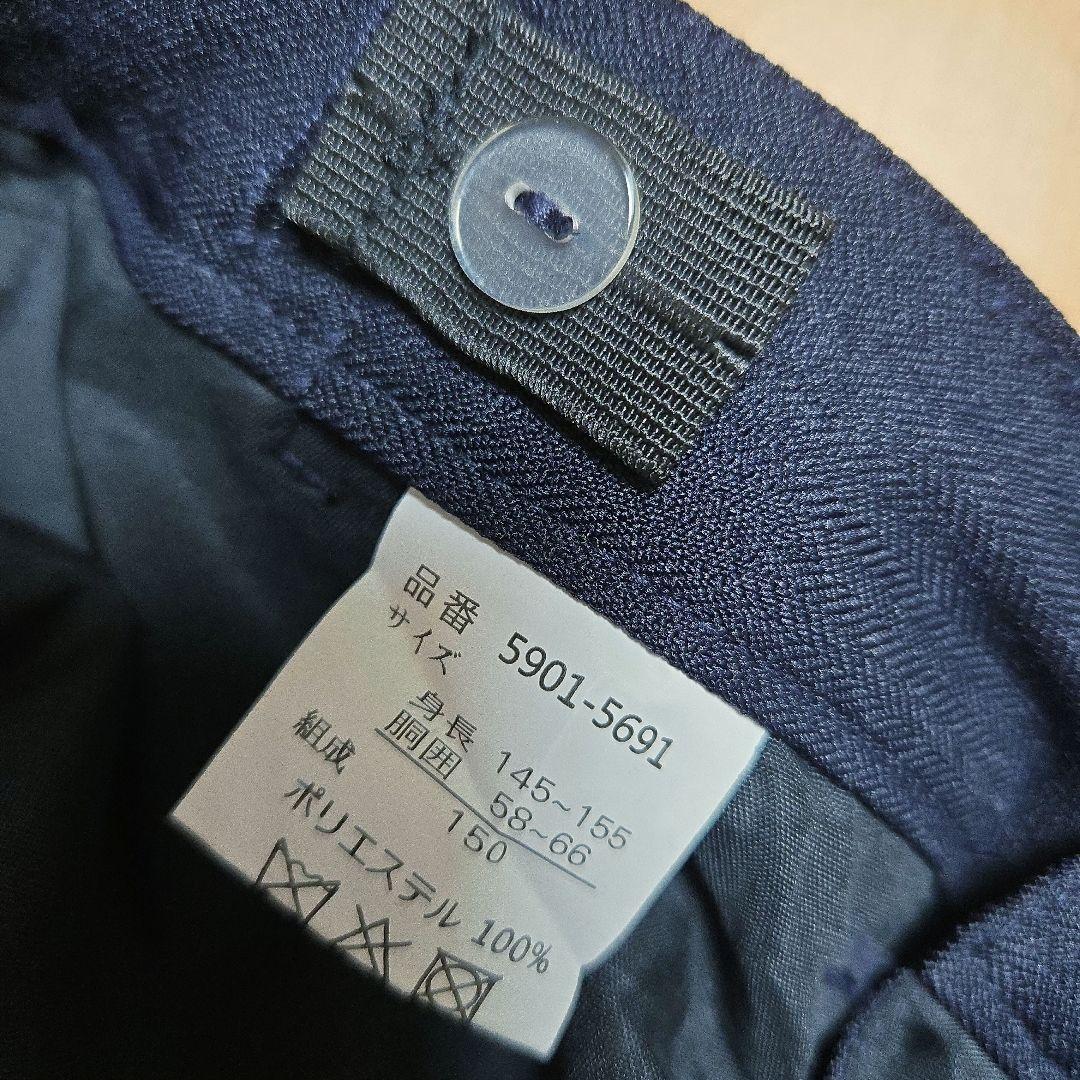 品番 5901-5691
サイズ
身長 145~155
胴囲 58~66
150
組成
ポリエステル 100%